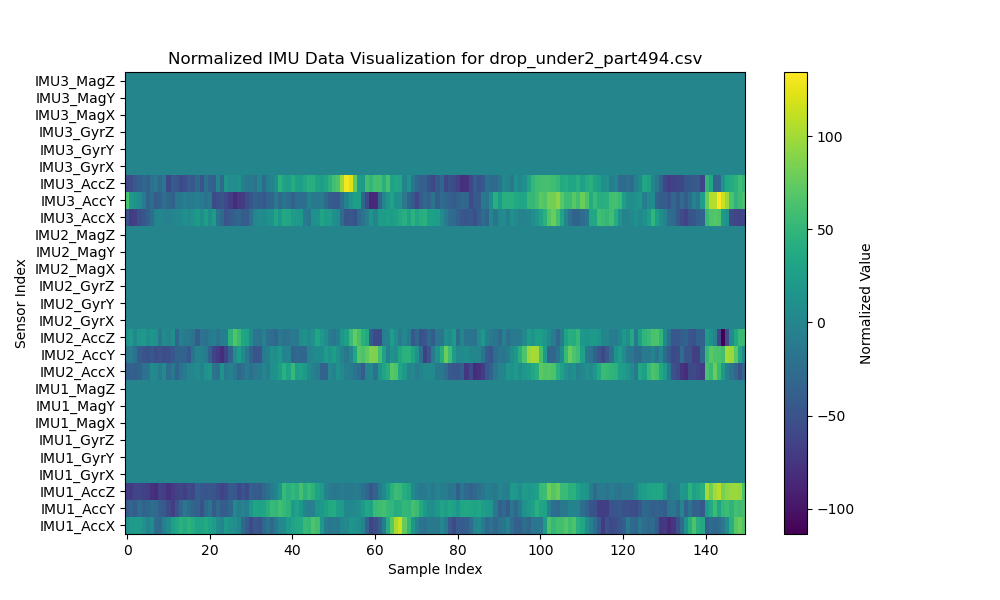 Normalized IMU Data Visualization for drop_under2_part494.csv
IMU3_MagZ
IMU3_MagY
IMU3_MagX
IMU3_GyrZ
IMU3_GyrY
IMU3_GyrX
IMU3_AccZ
IMU3_AccY
IMU3_AccX
IMU2_MagZ
IMU2_MagY
IMU2_MagX
IMU2_GyrZ
IMU2_GyrY
IMU2_GyrX
IMU2_AccZ
IMU2_AccY
IMU2_AccX
IMU1_MagZ
IMU1_MagY
IMU1_MagX
IMU1_GyrZ
IMU1_GyrY
IMU1_GyrX
IMU1_AccZ
IMU1_AccY
IMU1_AccX
Sensor Index
0 20 40 60 80 100 120 140
Sample Index
100
50
0
−50
−100
Normalized Value